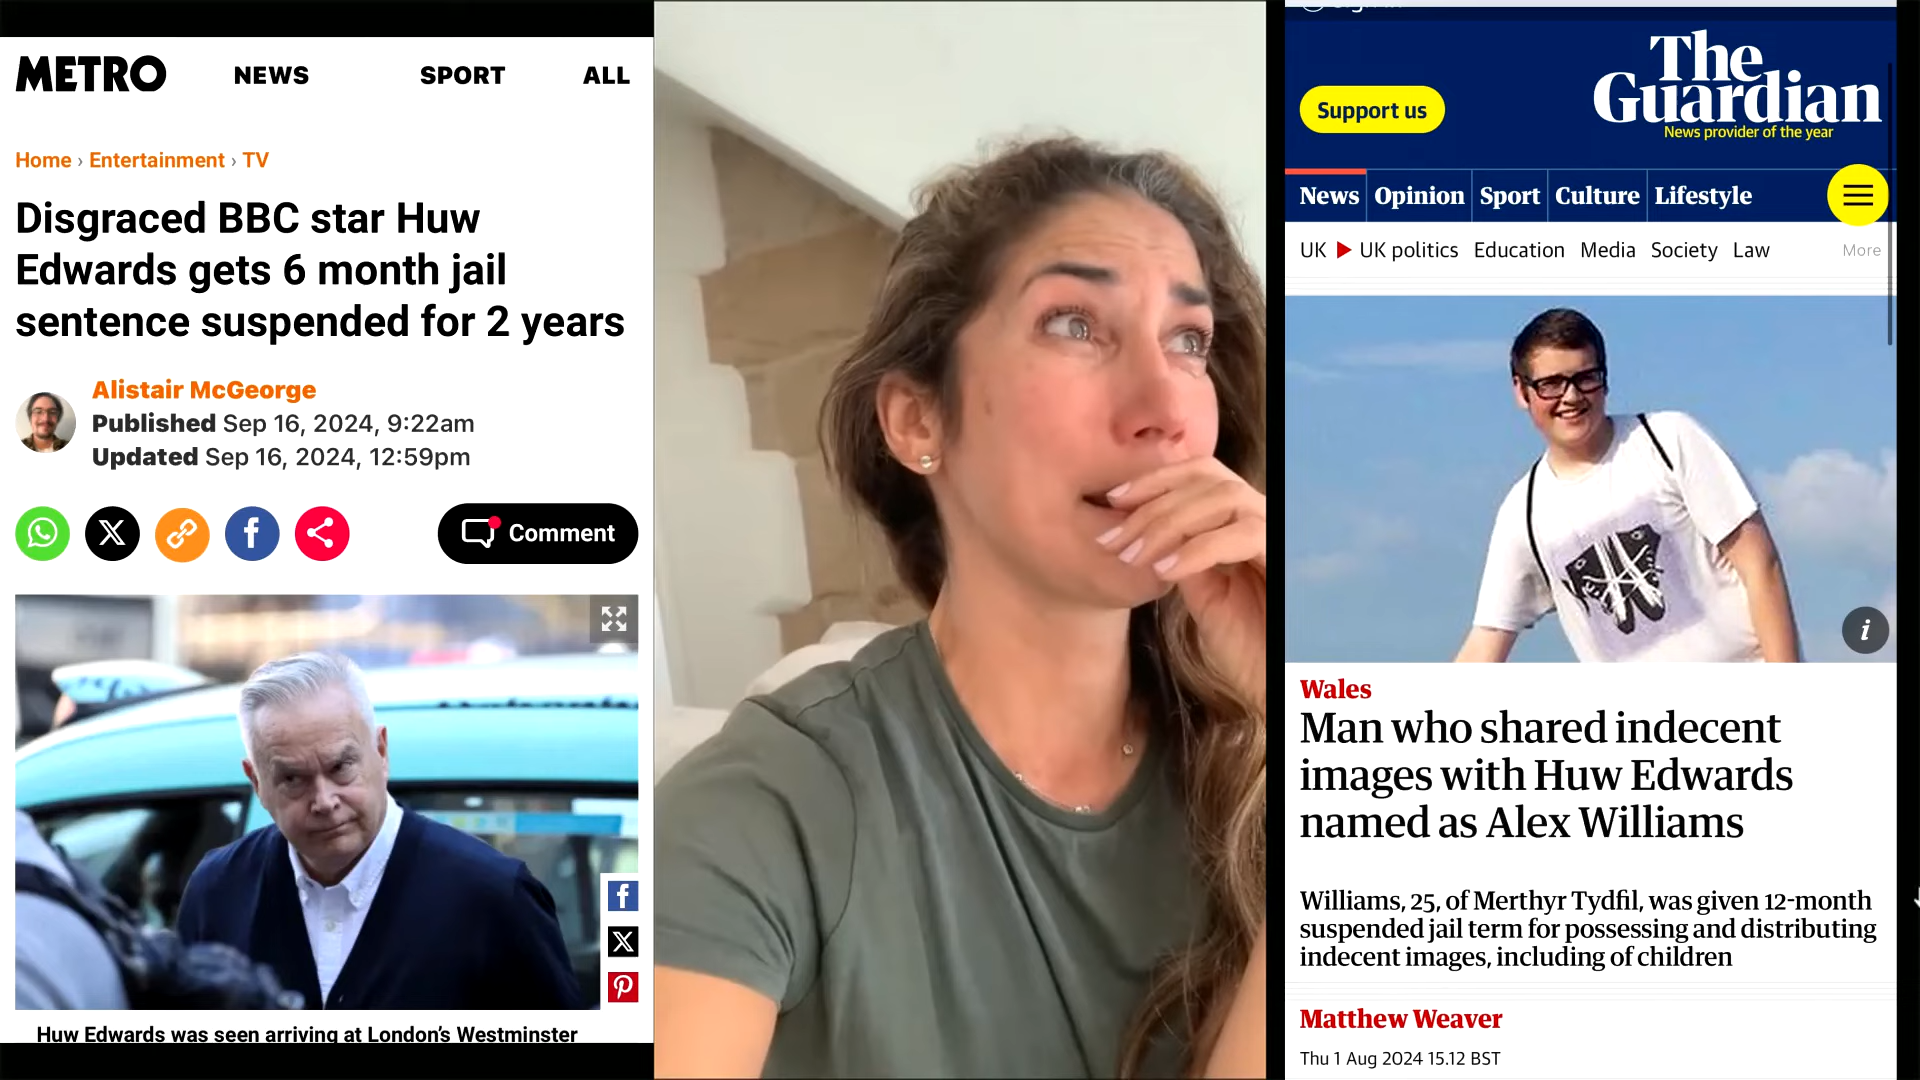 METRO
NEWS
SPORT
ALL
Home › Entertainment › TV
Disgraced BBC star Huw
Edwards gets 6 month jail
sentence suspended for 2 years
Alistair McGeorge
Published Sep 16, 2024, 9:22am
Updated Sep 16, 2024, 12:59pm
Comment
Huw Edwards was seen arriving at London's Westminster
Support us
The
Guardian
News provider of the year
News
Opinion
Sport
Culture
Lifestyle
UK
UK politics
Education
Media
Society
Law
More
Wales
Man who shared indecent
images with Huw Edwards
named as Alex Williams
Williams, 25, of Merthyr Tydfil, was given 12-month
suspended jail term for possessing and distributing
indecent images, including of children
Matthew Weaver
Thu 1 Aug 2024 15.12 BST